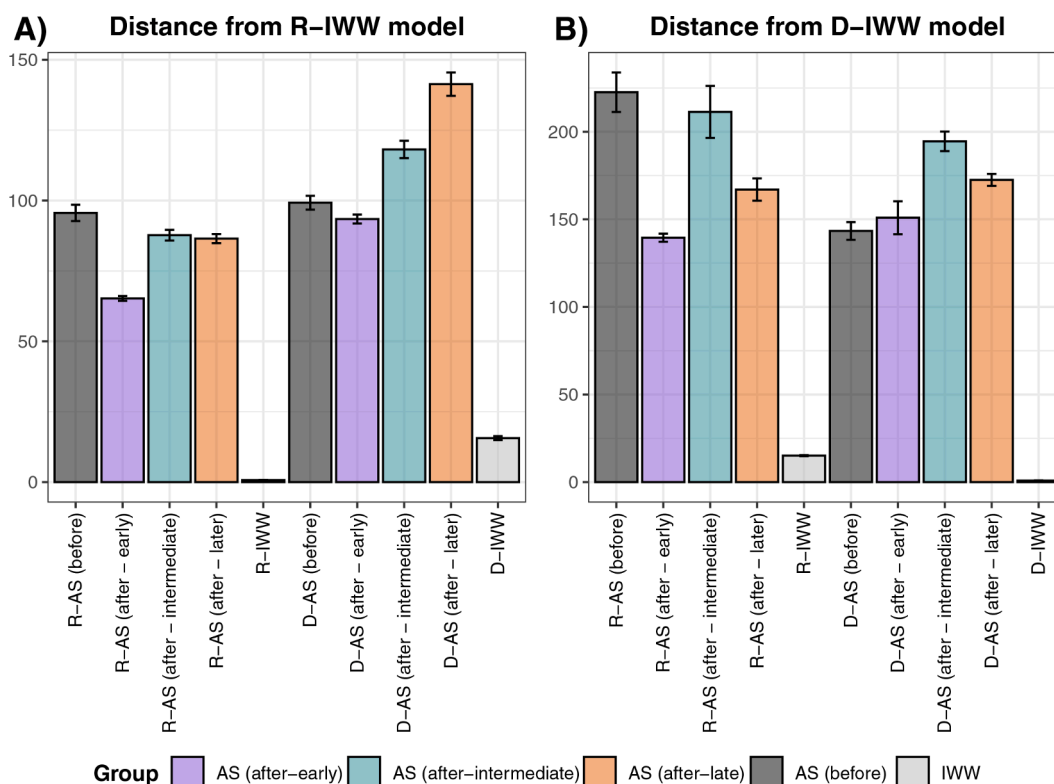 A) Distance from R−IWW model
150
100
50
0
R−AS (before)
R−AS (after − early)
R−AS (after − intermediate)
R−AS (after − later)
R−IWW
D−AS (before)
D−AS (after − early)
D−AS (after − intermediate)
D−AS (after − later)
D−IWW
B) Distance from D−IWW model
200
150
100
50
0
R−AS (before)
R−AS (after − early)
R−AS (after − intermediate)
R−AS (after − later)
R−IWW
D−AS (before)
D−AS (after − early)
D−AS (after − intermediate)
D−AS (after − later)
D−IWW
Group AS (after−early) AS (after−intermediate) AS (after−late) AS (before) IWW